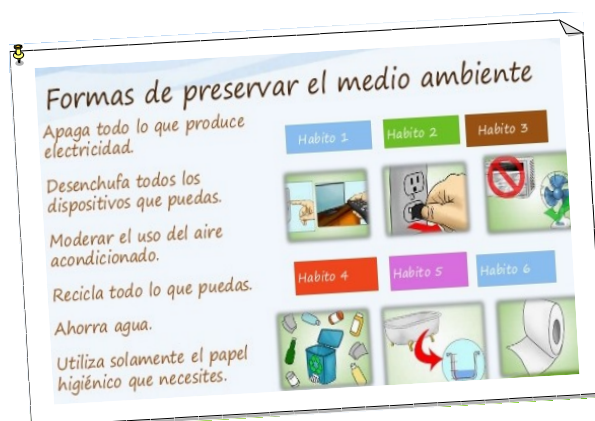 Formas de preservar el medio ambiente
Apaga todo lo que produce
electricidad.
Desenchufa todos los
dispositivos que puedas.
Moderar el uso del aire
acondicionado.
Recicla todo lo que puedas.
Ahorra agua.
Utiliza solamente el papel
higiénico que necesites.
Habito 1
Habito 2
Habito 3
Habito 4
Habito 5
Habito 6